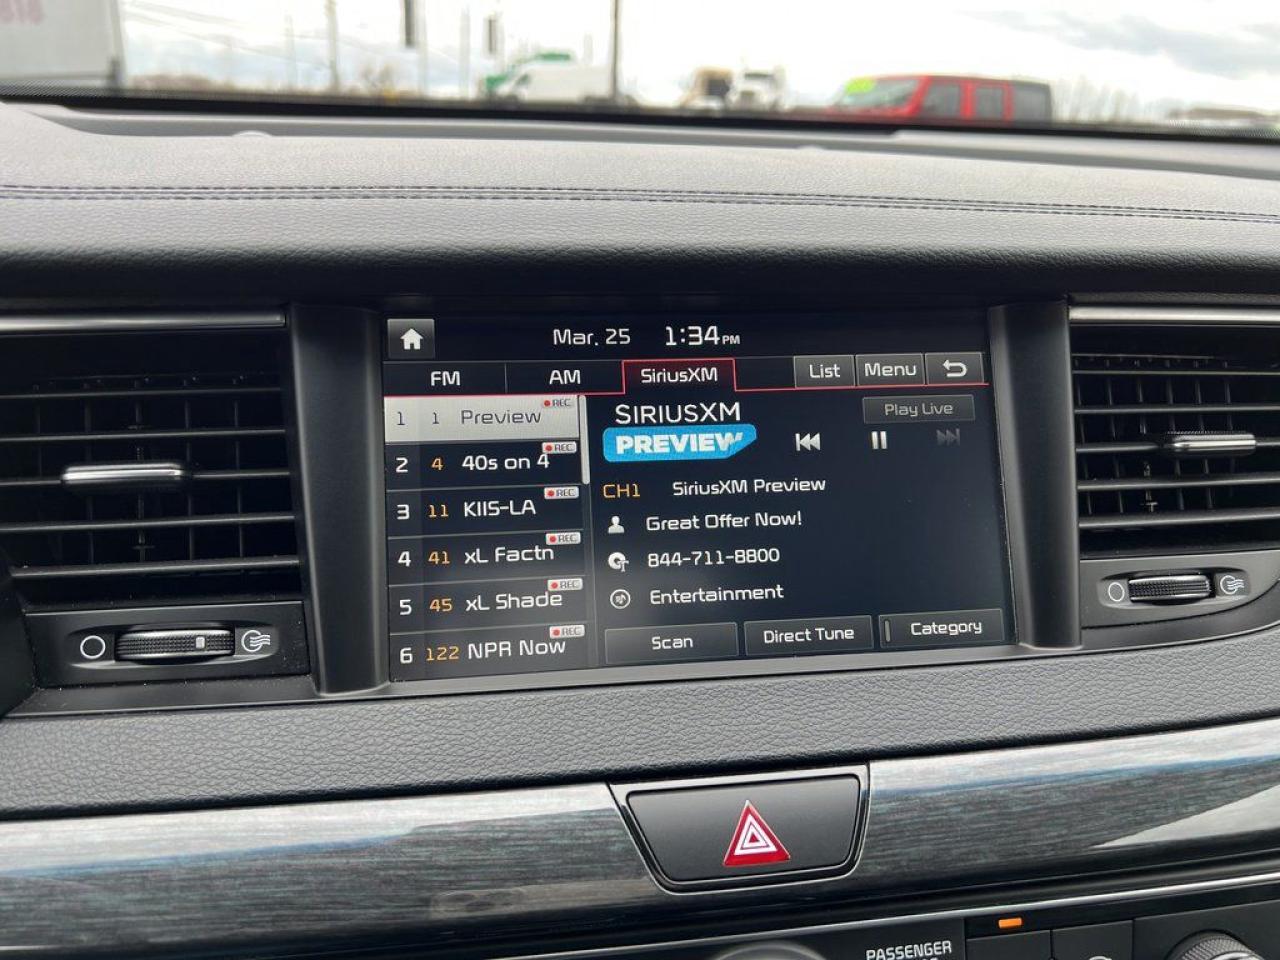 Mar. 25 1:34 PM
FM AM SiriusXM List Menu
1 1 Preview REC
2 4 40s on 4 REC
3 11 KIIS-LA REC
4 41 xL Factn REC
5 45 xL Shade REC
6 122 NPR Now REC
SIRIUSXM Play Live
PREVIEW
CH1 SiriusXM Preview
Great Offer Now!
844-711-8800
Entertainment
Scan Direct Tune Category
PASSENGER